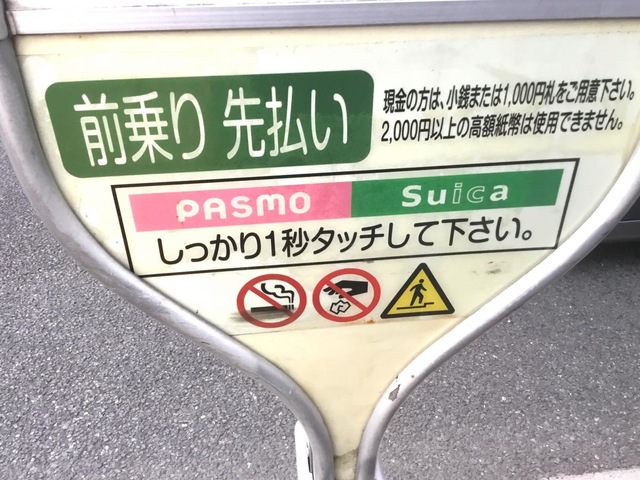 前乗り 先払い
現金の方は、小銭または1,000円札をご用意下さい。
2,000円以上の高額紙幣は使用できません。
PASMO Suica
しっかり1秒タッチして下さい。